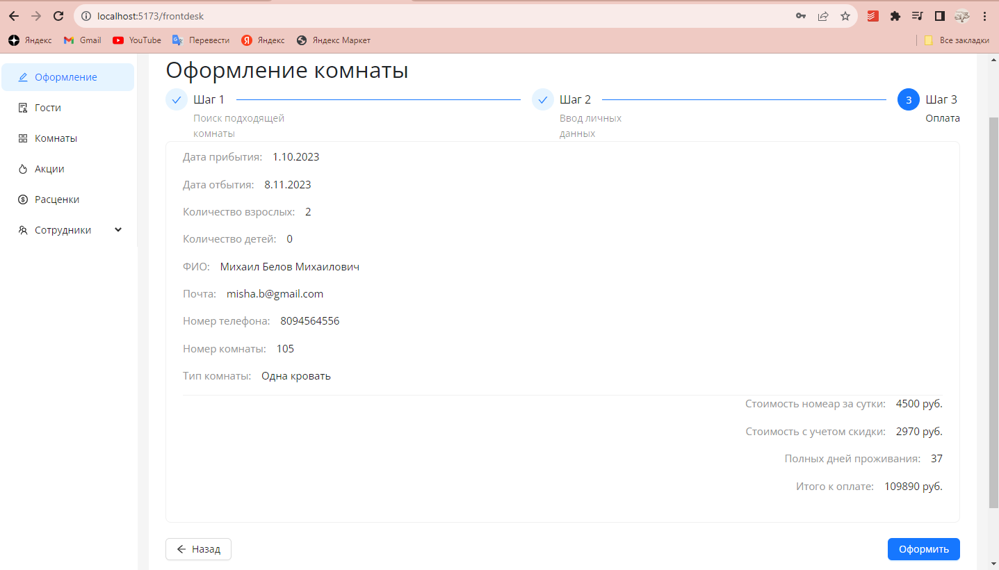 localhost:5173/frontdesk
Яндекс Gmail YouTube Перевести Яндекс Яндекс Маркет Все закладки
Оформление
Гости
Комнаты
Акции
Расценки
Сотрудники
Оформление комнаты
Шаг 1
Поиск подходящей
комнаты
Шаг 2
Ввод личных
данных
3 Шаг 3
Оплата
Дата прибытия: 1.10.2023
Дата отбытия: 8.11.2023
Количество взрослых: 2
Количество детей: 0
ФИО: Михаил Белов Михаилович
Почта: misha.b@gmail.com
Номер телефона: 8094564556
Номер комнаты: 105
Тип комнаты: Одна кровать
Стоимость номеар за сутки: 4500 руб.
Стоимость с учетом скидки: 2970 руб.
Полных дней проживания: 37
Итого к оплате: 109890 руб.
Назад
Оформить